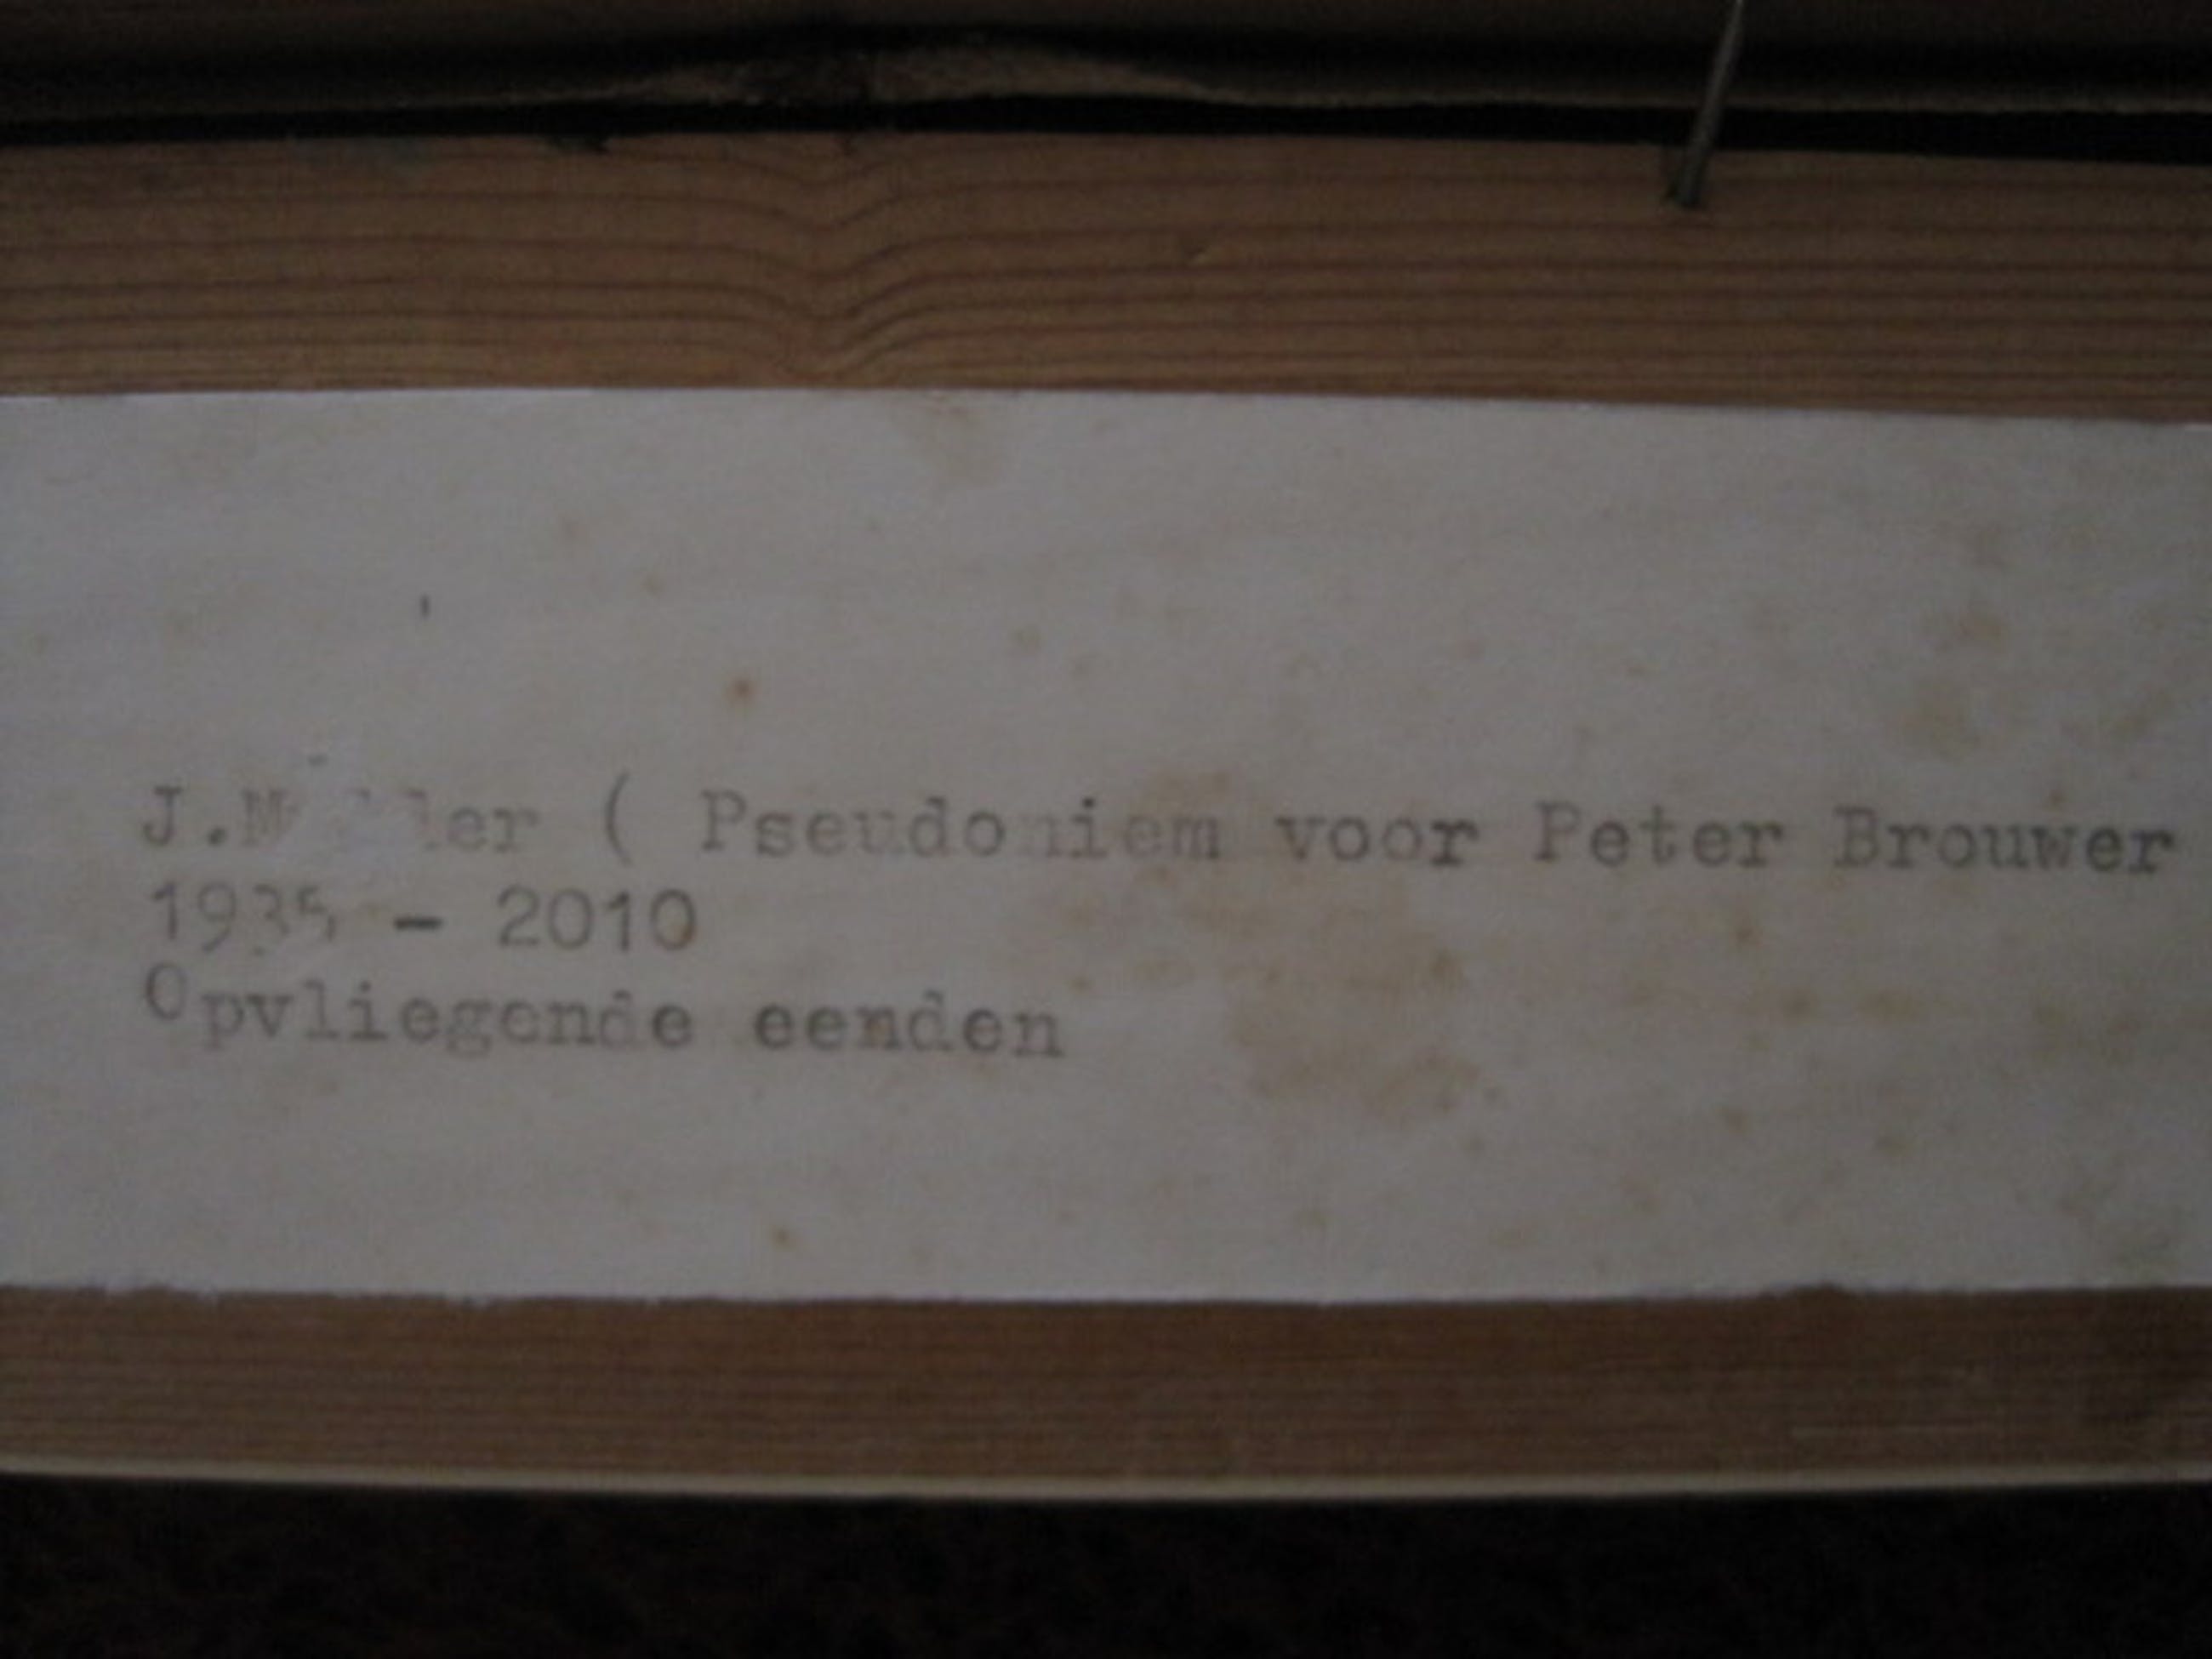 J. ( Pseudoniem voor Peter Brouwer
1935 - 2010
Opvliegende eenden